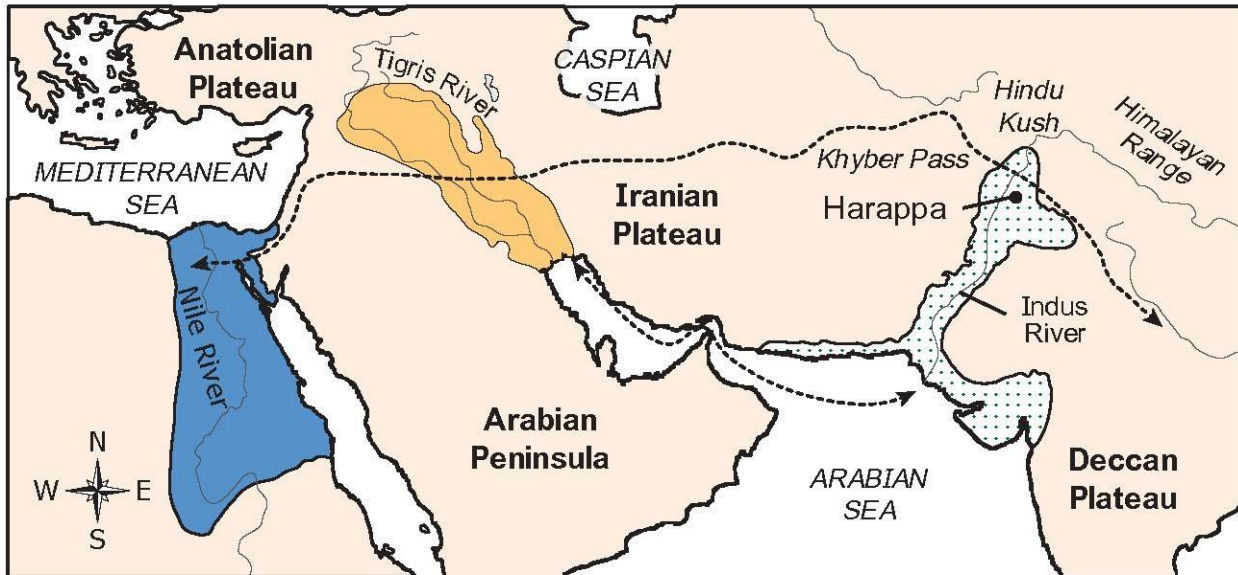 Anatolian
Plateau
Tigris River
CASPIAN
SEA
Hindu
Kush
Himalayan
Range
MEDITERRANEAN
SEA
Khyber Pass
Iranian
Plateau
Harappa
Nile River
Indus
River
Arabian
Peninsula
ARABIAN
SEA
Deccan
Plateau
N
W E
S